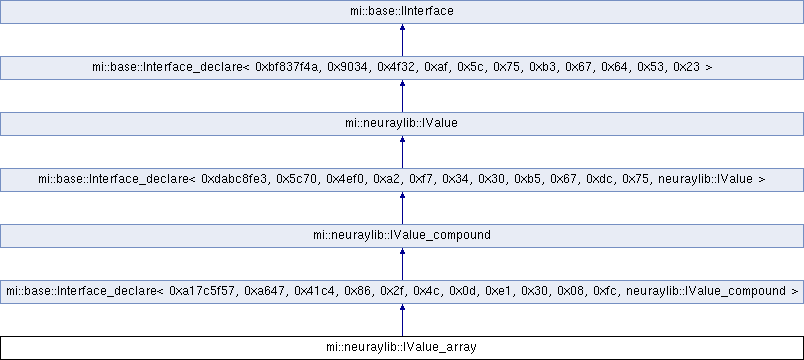 mi::base::IInterface
mi::base::Interface_declare< 0xbf837f4a, 0x9034, 0x4f32, 0xaf, 0x5c, 0x75, 0xb3, 0x67, 0x64, 0x53, 0x23 >
mi::neuraylib::IValue
mi::base::Interface_declare< 0xdabc8fe3, 0x5c70, 0x4ef0, 0xa2, 0xf7, 0x34, 0x30, 0xb5, 0x67, 0xdc, 0x75, neuraylib::IValue >
mi::neuraylib::IValue_compound
mi::base::Interface_declare< 0xa17c5f57, 0xa647, 0x41c4, 0x86, 0x2f, 0x4c, 0x0d, 0xe1, 0x30, 0x08, 0xfc, neuraylib::IValue_compound >
mi::neuraylib::IValue_array